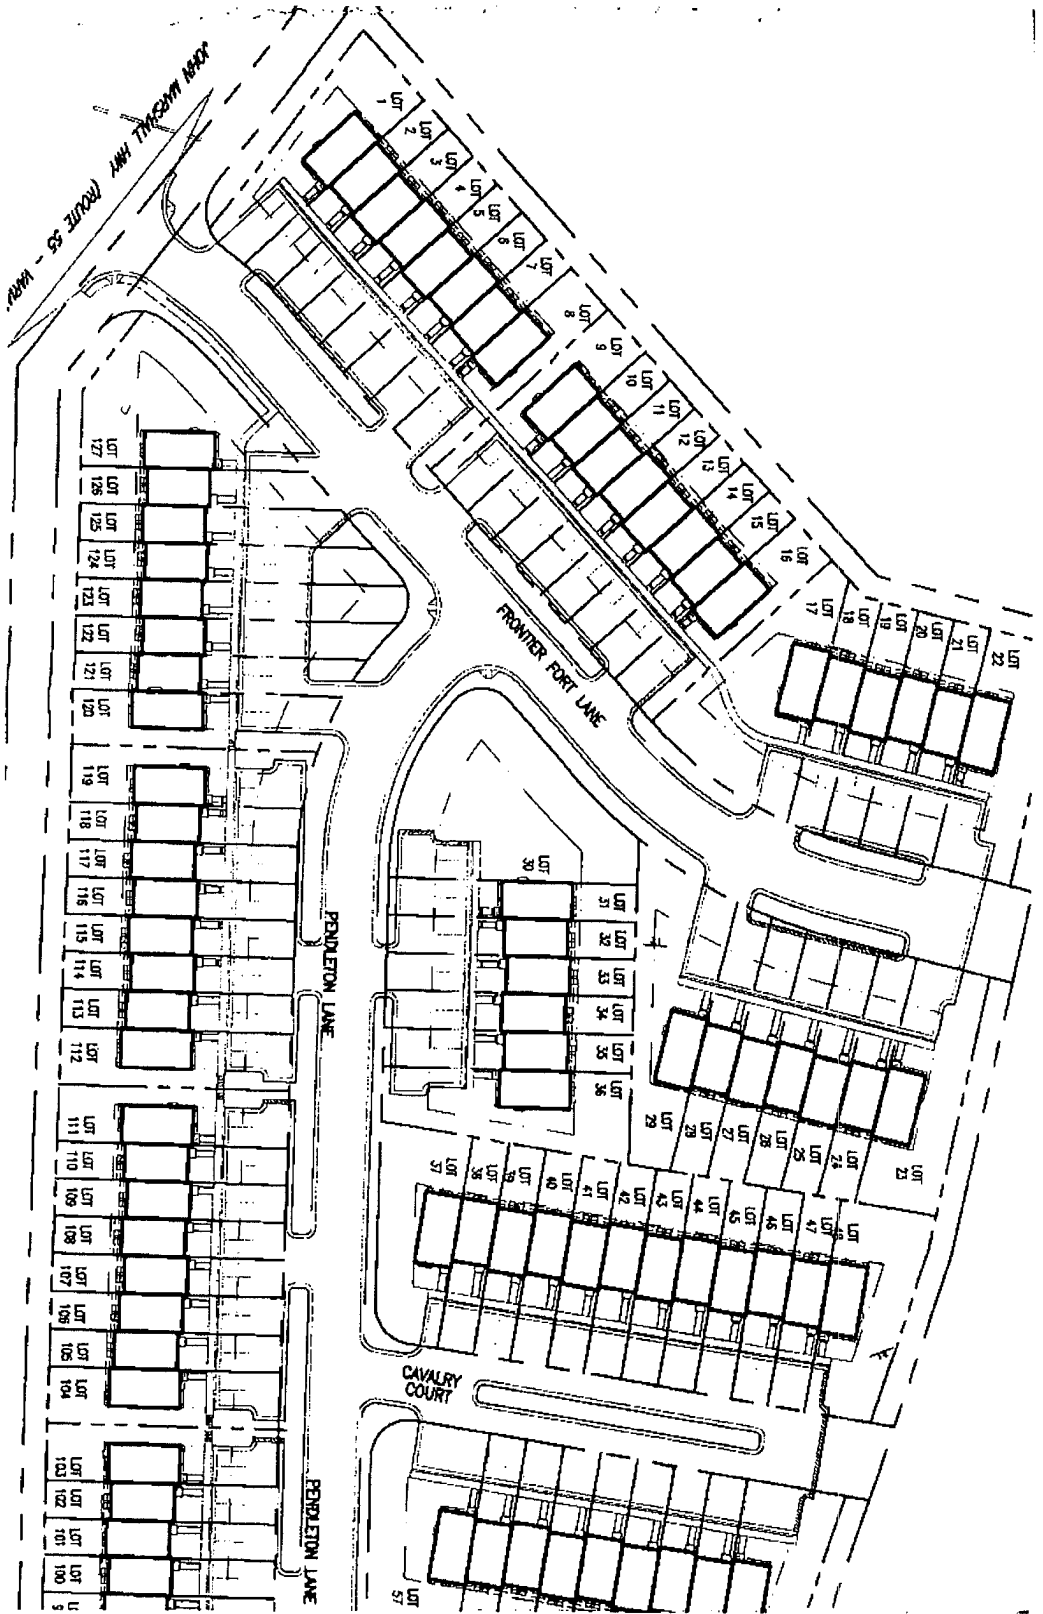 JOHN MARSHALL HWY (ROUTE 55 -
LOT
1
LOT
2
LOT
3
LOT
4
LOT
5
LOT
6
LOT
7
LOT
8
LOT
9
LOT
10
LOT
11
LOT
12
LOT
13
LOT
14
LOT
15
LOT
16
LOT
17
LOT
18
LOT
19
LOT
20
LOT
21
LOT
22
FRONTIER FORT LANE
LOT
127
LOT
126
LOT
125
LOT
124
LOT
123
LOT
122
LOT
121
LOT
120
LOT
119
LOT
118
LOT
117
LOT
116
LOT
115
LOT
114
LOT
113
LOT
112
LOT
111
LOT
110
LOT
109
LOT
108
LOT
107
LOT
106
LOT
105
LOT
104
LOT
103
LOT
102
LOT
101
LOT
100
PENDLETON LANE
PENDLETON LANE
LOT
30
LOT
31
LOT
32
LOT
33
LOT
34
LOT
35
LOT
36
LOT
29
LOT
28
LOT
27
LOT
26
LOT
25
LOT
24
LOT
23
LOT
37
LOT
38
LOT
39
LOT
40
LOT
41
LOT
42
LOT
43
LOT
44
LOT
45
LOT
46
LOT
47
LOT
48
CAVALRY
COURT
LOT
57